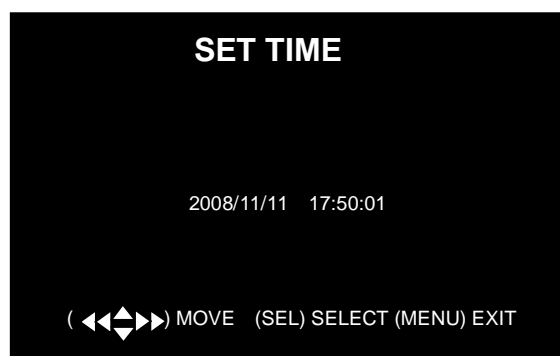 SET TIME
2008/11/11 17:50:01
( ◀◀▲▼▶▶) MOVE (SEL) SELECT (MENU) EXIT